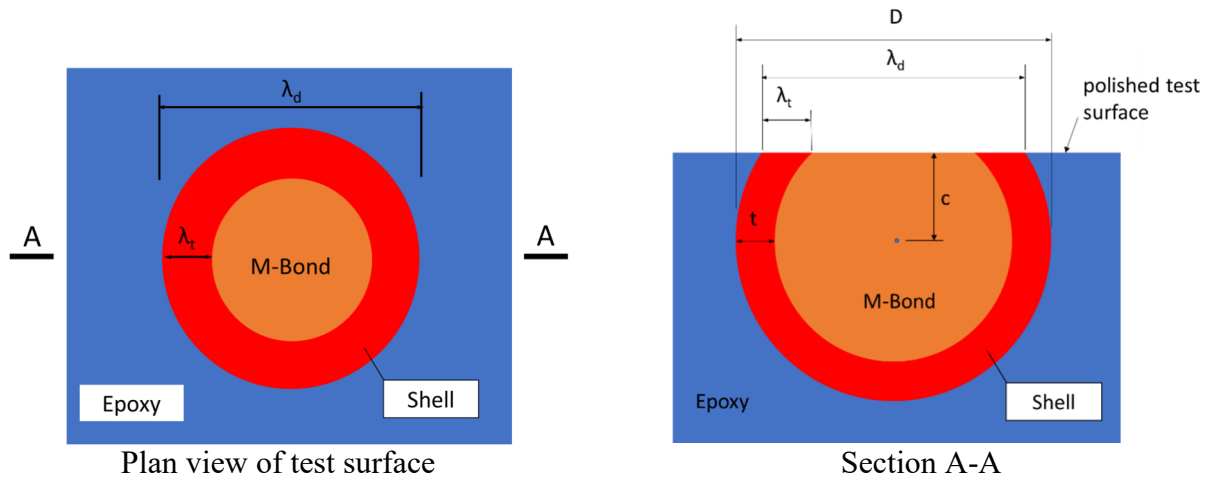 λd
A
A
λt
M-Bond
Epoxy
Shell
Plan view of test surface
D
λd
λt
polished test
surface
c
t
M-Bond
Epoxy
Shell
Section A-A